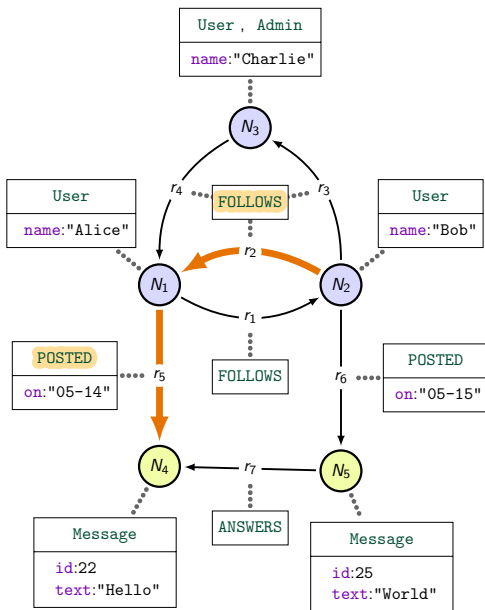 User , Admin
name:"Charlie"
N3
r4
r3
FOLLOWS
User
name:"Alice"
User
name:"Bob"
r2
N1
N2
r1
POSTED
on:"05-14"
r5
FOLLOWS
r6
POSTED
on:"05-15"
N4
r7
N5
Message
id:22
text:"Hello"
ANSWERS
Message
id:25
text:"World"